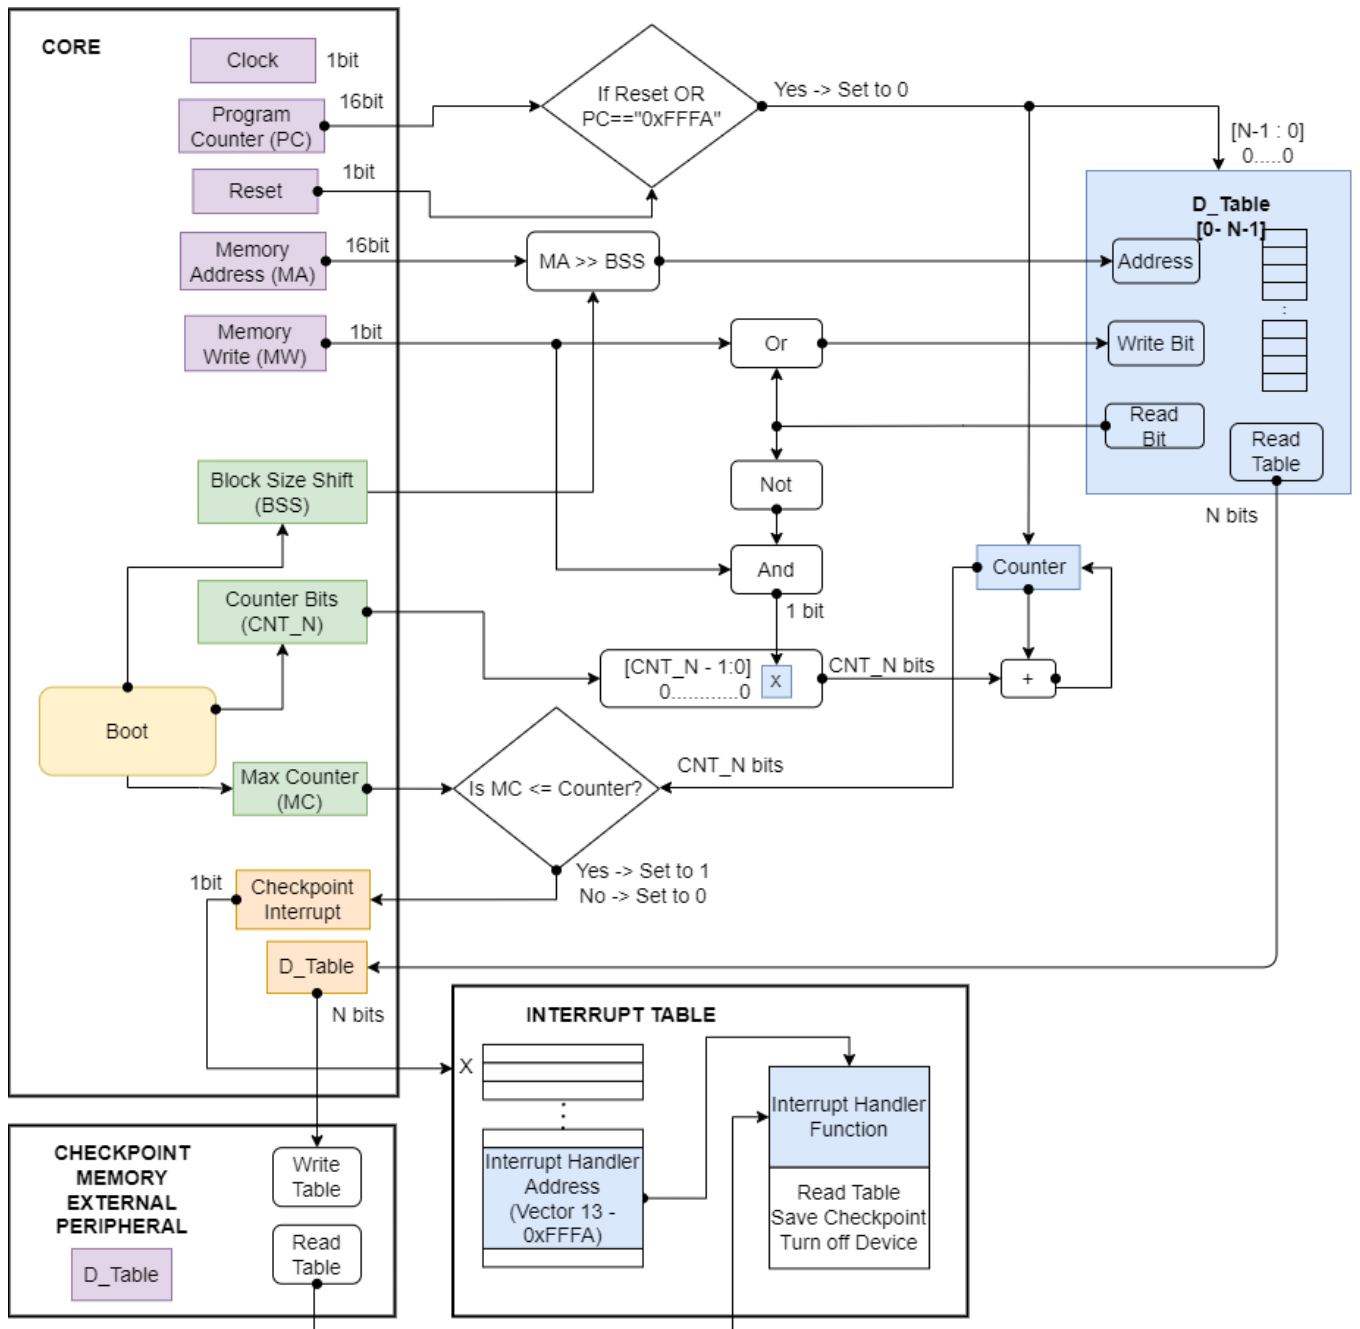 CORE
Clock
1bit
Program
Counter (PC)
16bit
If Reset OR
PC=="0xFFFA"
Yes -> Set to 0
[N-1 : 0]
0.....0
Reset
1bit
Memory
Address (MA)
16bit
MA >> BSS
D_Table
[0- N-1]
Address
:
Memory
Write (MW)
1bit
Or
Write Bit
Read
Bit
Read
Table
N bits
Block Size Shift
(BSS)
Not
And
1 bit
Counter
Counter Bits
(CNT_N)
[CNT_N - 1:0]
0............0
X
CNT_N bits
+
Boot
Max Counter
(MC)
Is MC <= Counter?
CNT_N bits
Yes -> Set to 1
No -> Set to 0
1bit
Checkpoint
Interrupt
D_Table
N bits
INTERRUPT TABLE
X
Interrupt Handler
Address
(Vector 13 -
0xFFFA)
Interrupt Handler
Function
Read Table
Save Checkpoint
Turn off Device
CHECKPOINT
MEMORY
EXTERNAL
PERIPHERAL
D_Table
Write
Table
Read
Table